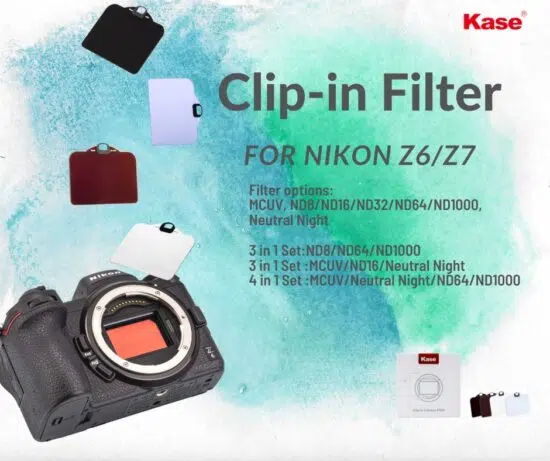 Kase®
Clip-in Filter
FOR NIKON Z6/Z7
Filter options:
MCUV, ND8/ND16/ND32/ND64/ND1000,
Neutral Night
3 in 1 Set:ND8/ND64/ND1000
3 in 1 Set :MCUV/ND16/Neutral Night
4 in 1 Set :MCUV/Neutral Night/ND64/ND1000
Nikon
Z 6
Kase